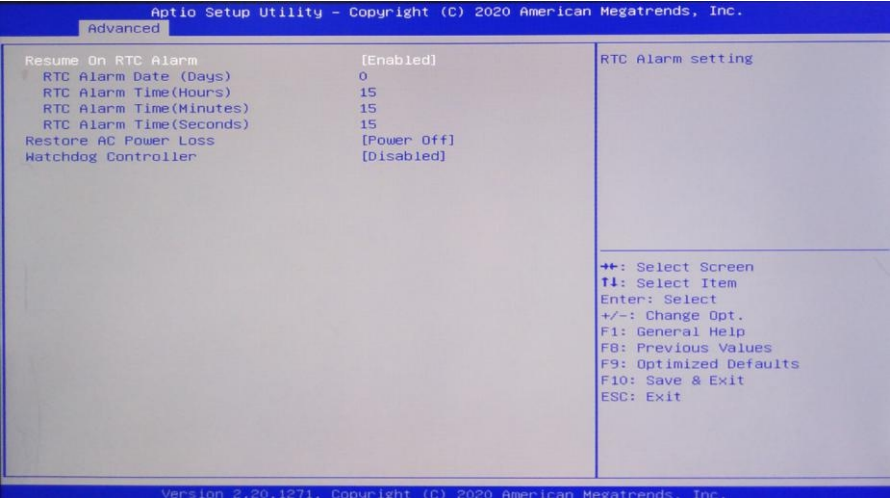 Aptio Setup Utility – Copyright (C) 2020 American Megatrends, Inc.
Advanced
Resume On RTC Alarm [Enabled]
RTC Alarm Date (Days) 0
RTC Alarm Time(Hours) 15
RTC Alarm Time(Minutes) 15
RTC Alarm Time(Seconds) 15
Restore AC Power Loss [Power Off]
Watchdog Controller [Disabled]
RTC Alarm setting
→←: Select Screen
↑↓: Select Item
Enter: Select
+/-: Change Opt.
F1: General Help
F8: Previous Values
F9: Optimized Defaults
F10: Save & Exit
ESC: Exit
Version 2.20.1271. Copyright (C) 2020 American Megatrends, Inc.